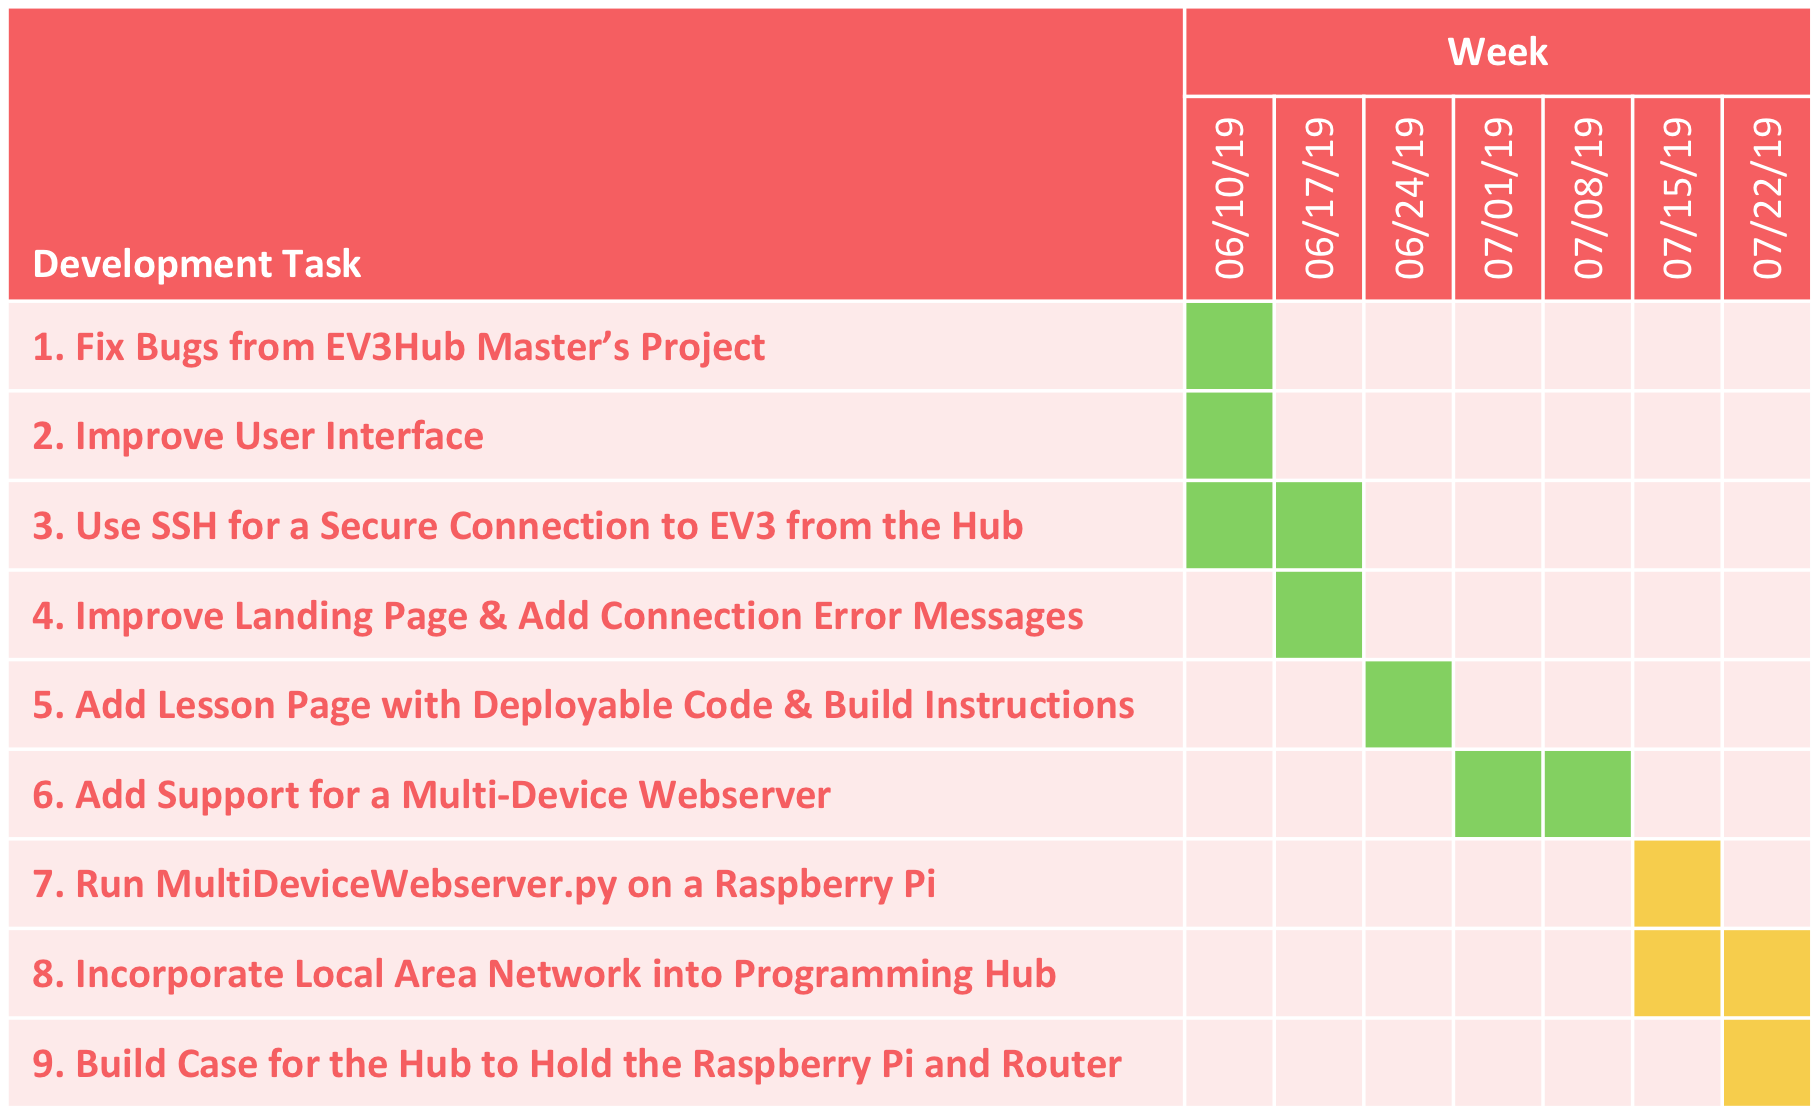 Week
Development Task
06/10/19
06/17/19
06/24/19
07/01/19
07/08/19
07/15/19
07/22/19
1. Fix Bugs from EV3Hub Master’s Project
2. Improve User Interface
3. Use SSH for a Secure Connection to EV3 from the Hub
4. Improve Landing Page & Add Connection Error Messages
5. Add Lesson Page with Deployable Code & Build Instructions
6. Add Support for a Multi-Device Webserver
7. Run MultiDeviceWebserver.py on a Raspberry Pi
8. Incorporate Local Area Network into Programming Hub
9. Build Case for the Hub to Hold the Raspberry Pi and Router